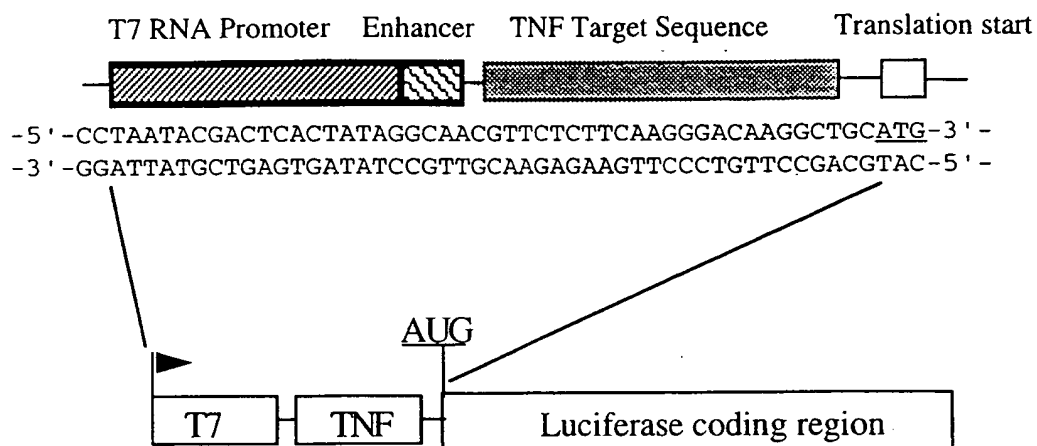 T7 RNA Promoter Enhancer TNF Target Sequence Translation start
-5'-CCTAATACGACTCACTATAGGCAACGTTCTCTTCAAGGGACAAGGCTGCATG-3'-
-3'-GGATTATGCTGAGTGATATCCGTTGCAAGAGAAGTTCCCTGTTCCGACGTAC-5'-
AUG
T7 TNF Luciferase coding region